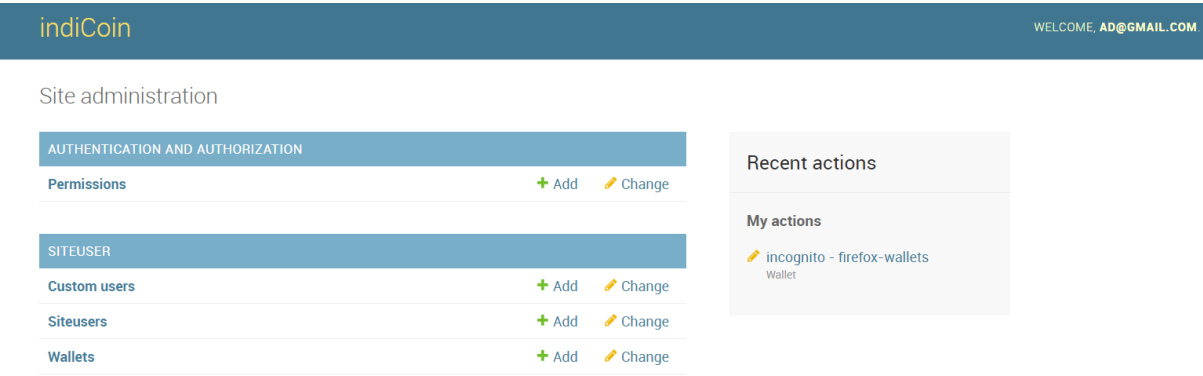 indiCoin
WELCOME, AD@GMAIL.COM.
Site administration
AUTHENTICATION AND AUTHORIZATION
Permissions Add Change
SITEUSER
Custom users Add Change
Siteusers Add Change
Wallets Add Change
Recent actions
My actions
incognito - firefox-wallets
Wallet